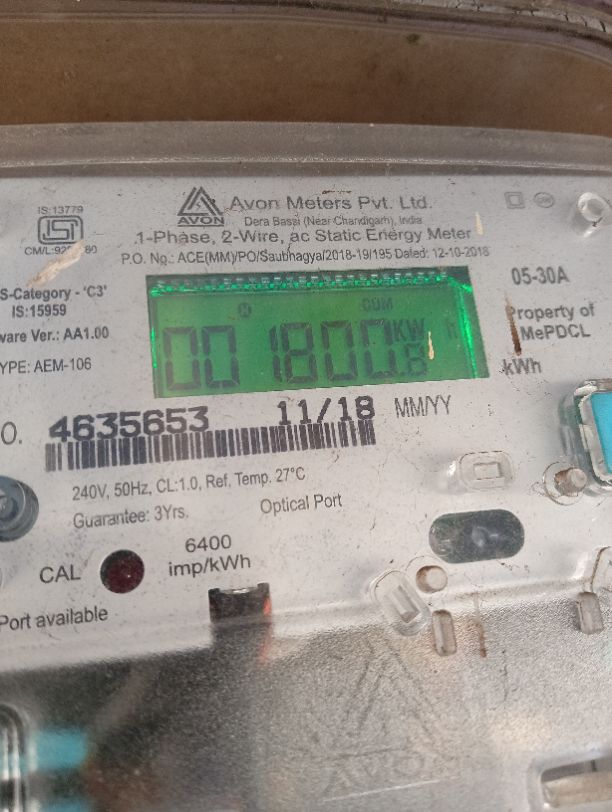 IS:13779
ISI
AVON
Avon Meters Pvt. Ltd.
Dera Bassi (Near Chandigarh), India
1-Phase, 2-Wire, ac Static Energy Meter
P.O. No.: ACE(MM)/PO/Saubhagya/2018-19/195 Dated: 12-10-2018
S-Category - 'C3'
IS:15959
ware Ver.: AA1.00
YPE: AEM-106
CUM
001800.8 KW h
05-30A
Property of
MePDCL
kWh
O. 4635653 11/18 MM/YY
240V, 50Hz, CL:1.0, Ref. Temp. 27°C
Guarantee: 3Yrs.
Optical Port
6400
imp/kWh
CAL
Port available
AVON